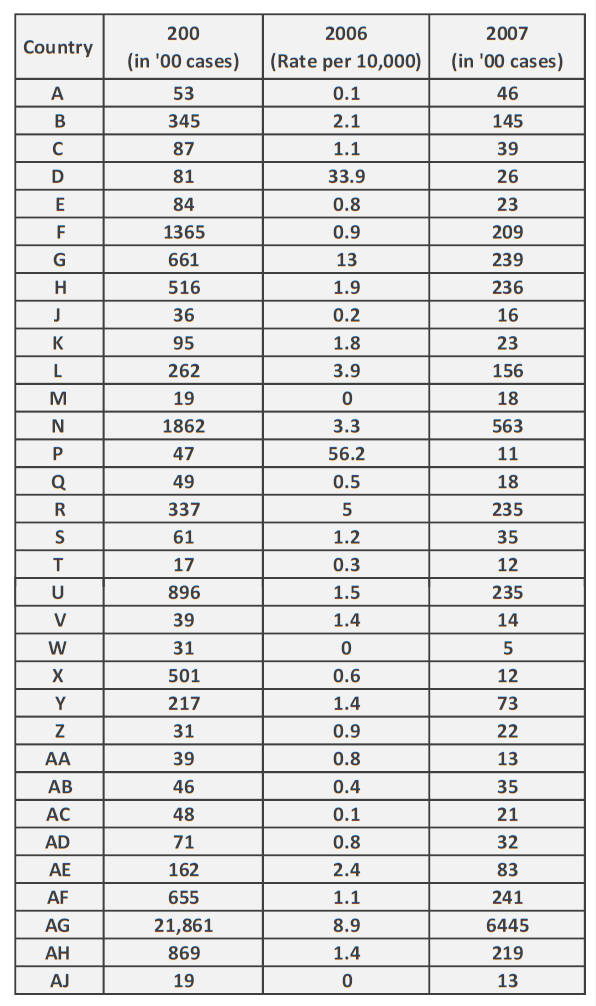 Country 200 (in '00 cases) 2006 (Rate per 10,000) 2007 (in '00 cases)
A 53 0.1 46
B 345 2.1 145
C 87 1.1 39
D 81 33.9 26
E 84 0.8 23
F 1365 0.9 209
G 661 13 239
H 516 1.9 236
J 36 0.2 16
K 95 1.8 23
L 262 3.9 156
M 19 0 18
N 1862 3.3 563
P 47 56.2 11
Q 49 0.5 18
R 337 5 235
S 61 1.2 35
T 17 0.3 12
U 896 1.5 235
V 39 1.4 14
W 31 0 5
X 501 0.6 12
Y 217 1.4 73
Z 31 0.9 22
AA 39 0.8 13
AB 46 0.4 35
AC 48 0.1 21
AD 71 0.8 32
AE 162 2.4 83
AF 655 1.1 241
AG 21,861 8.9 6445
AH 869 1.4 219
AJ 19 0 13